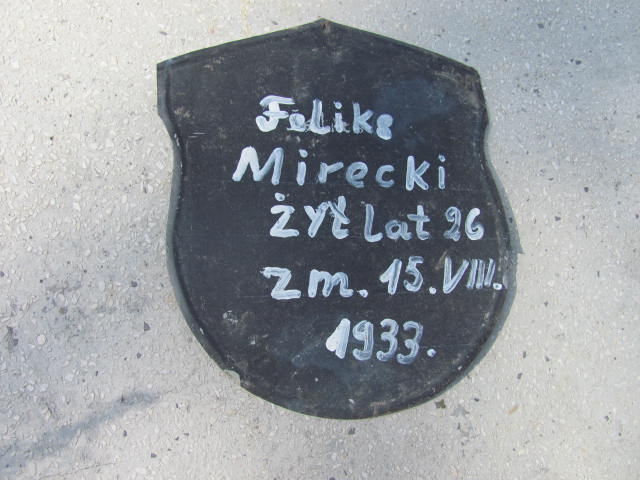 Feliks
Mirecki
żył lat 26
zm. 15. VIII.
1933.